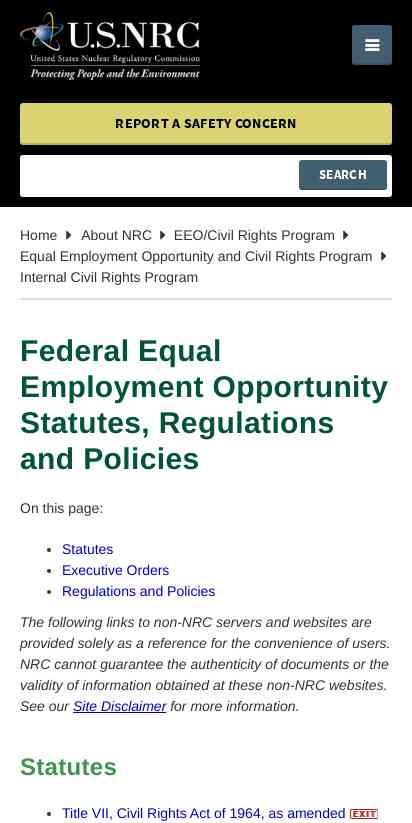 U.S.NRC
United States Nuclear Regulatory Commission
Protecting People and the Environment
REPORT A SAFETY CONCERN
SEARCH
Home About NRC EEO/Civil Rights Program
Equal Employment Opportunity and Civil Rights Program
Internal Civil Rights Program
Federal Equal
Employment Opportunity
Statutes, Regulations
and Policies
On this page:
• Statutes
• Executive Orders
• Regulations and Policies
The following links to non-NRC servers and websites are
provided solely as a reference for the convenience of users.
NRC cannot guarantee the authenticity of documents or the
validity of information obtained at these non-NRC websites.
See our Site Disclaimer for more information.
Statutes
• Title VII, Civil Rights Act of 1964, as amended EXIT